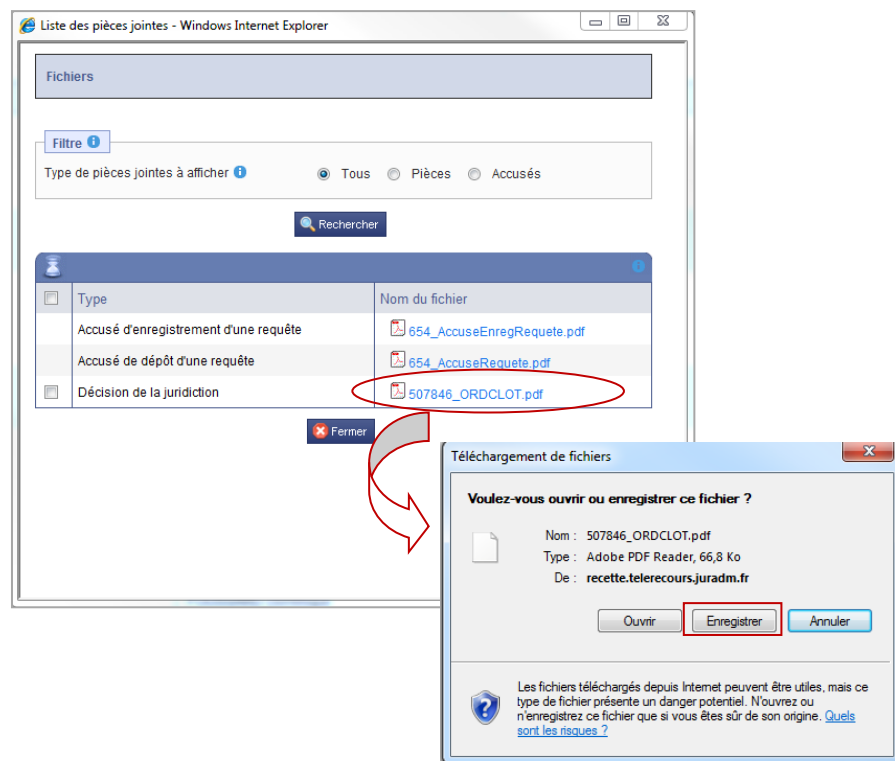 Liste des pièces jointes - Windows Internet Explorer
Fichiers
Filtre
Type de pièces jointes à afficher Tous Pièces Accusés
Rechercher
Type Nom du fichier
Accusé d'enregistrement d'une requête 654_AccuseEnregRequete.pdf
Accusé de dépôt d'une requête 654_AccuseRequete.pdf
Décision de la juridiction 507846_ORDCLOT.pdf
Fermer
Téléchargement de fichiers
Voulez-vous ouvrir ou enregistrer ce fichier ?
Nom : 507846_ORDCLOT.pdf
Type : Adobe PDF Reader, 66,8 Ko
De : recette.telerecours.juradm.fr
Ouvrir Enregistrer Annuler
Les fichiers téléchargés depuis Internet peuvent être utiles, mais ce
type de fichier présente un danger potentiel. N'ouvrez ou
n'enregistrez ce fichier que si vous êtes sûr de son origine. Quels
sont les risques ?